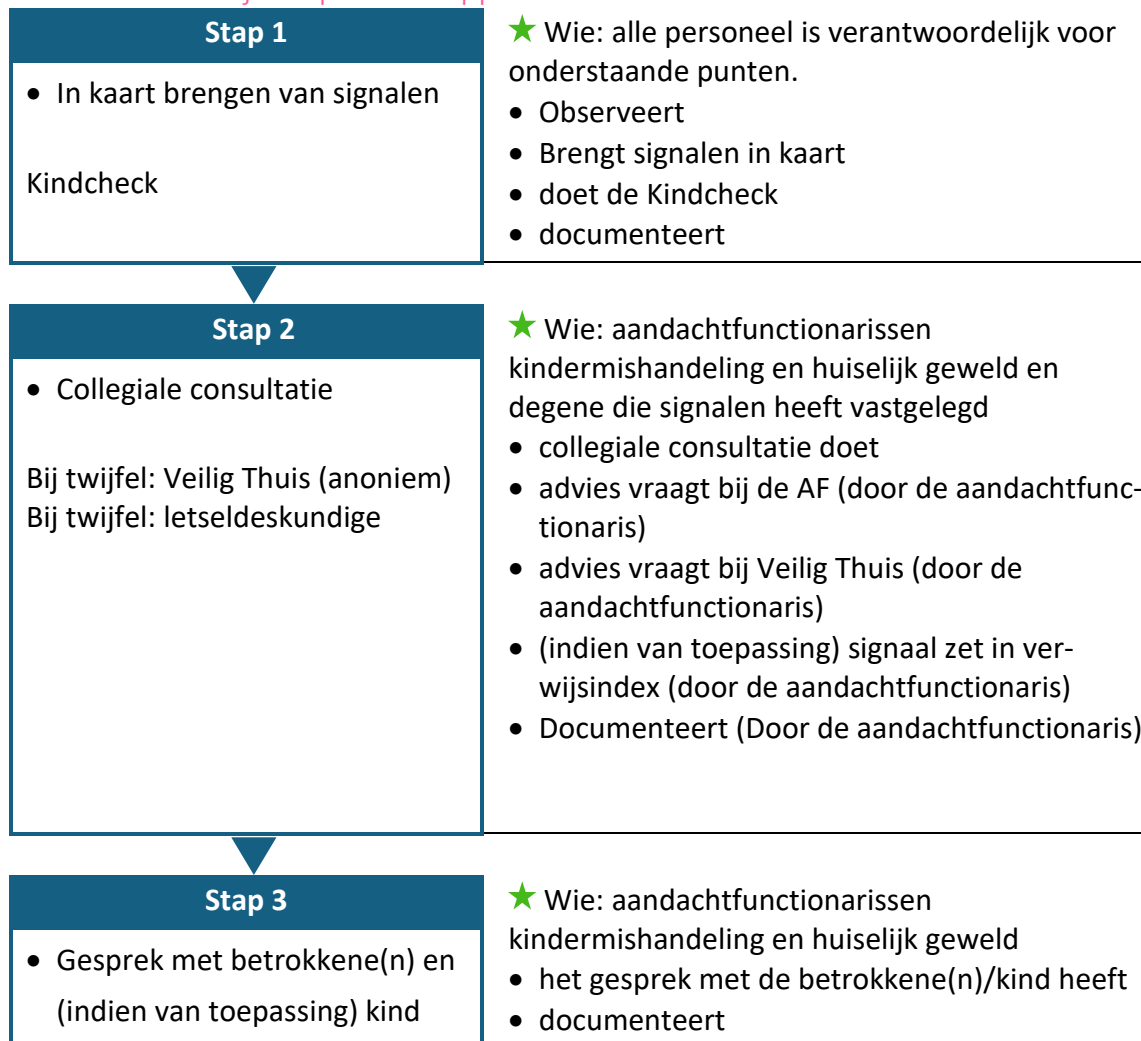 Stap 1
• In kaart brengen van signalen
Kindcheck
★ Wie: alle personeel is verantwoordelijk voor
onderstaande punten.
• Observeert
• Brengt signalen in kaart
• doet de Kindcheck
• documenteert
Stap 2
• Collegiale consultatie
Bij twijfel: Veilig Thuis (anoniem)
Bij twijfel: letseldeskundige
★ Wie: aandachtfunctionarissen
kindermishandeling en huiselijk geweld en
degene die signalen heeft vastgelegd
• collegiale consultatie doet
• advies vraagt bij de AF (door de aandachtfunc-
tionaris)
• advies vraagt bij Veilig Thuis (door de
aandachtfunctionaris)
• (indien van toepassing) signaal zet in ver-
wijsindex (door de aandachtfunctionaris)
• Documenteert (Door de aandachtfunctionaris)
Stap 3
• Gesprek met betrokkene(n) en
(indien van toepassing) kind
★ Wie: aandachtfunctionarissen
kindermishandeling en huiselijk geweld
• het gesprek met de betrokkene(n)/kind heeft
• documenteert